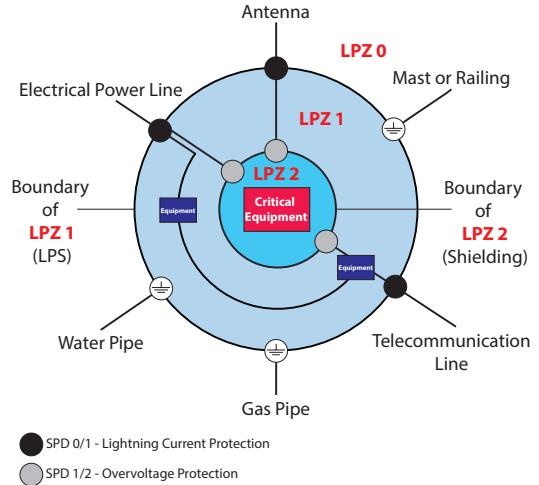 Antenna
LPZ 0
Electrical Power Line
Mast or Railing
LPZ 1
LPZ 2
Critical
Equipment
Equipment
Boundary
of
LPZ 1
(LPS)
Boundary
of
LPZ 2
(Shielding)
Equipment
Water Pipe
Telecommunication
Line
Gas Pipe
SPD 0/1 - Lightning Current Protection
SPD 1/2 - Overvoltage Protection